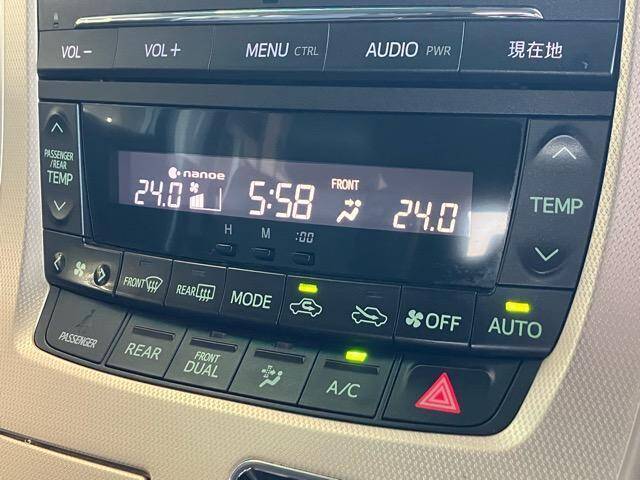 VOL− VOL+ MENU CTRL AUDIO PWR 現在地
PASSENGER
/REAR
TEMP
nanoe
24.0 5:58 FRONT 24.0
TEMP
H M :00
FRONT REAR MODE OFF AUTO
PASSENGER REAR FRONT DUAL A/C